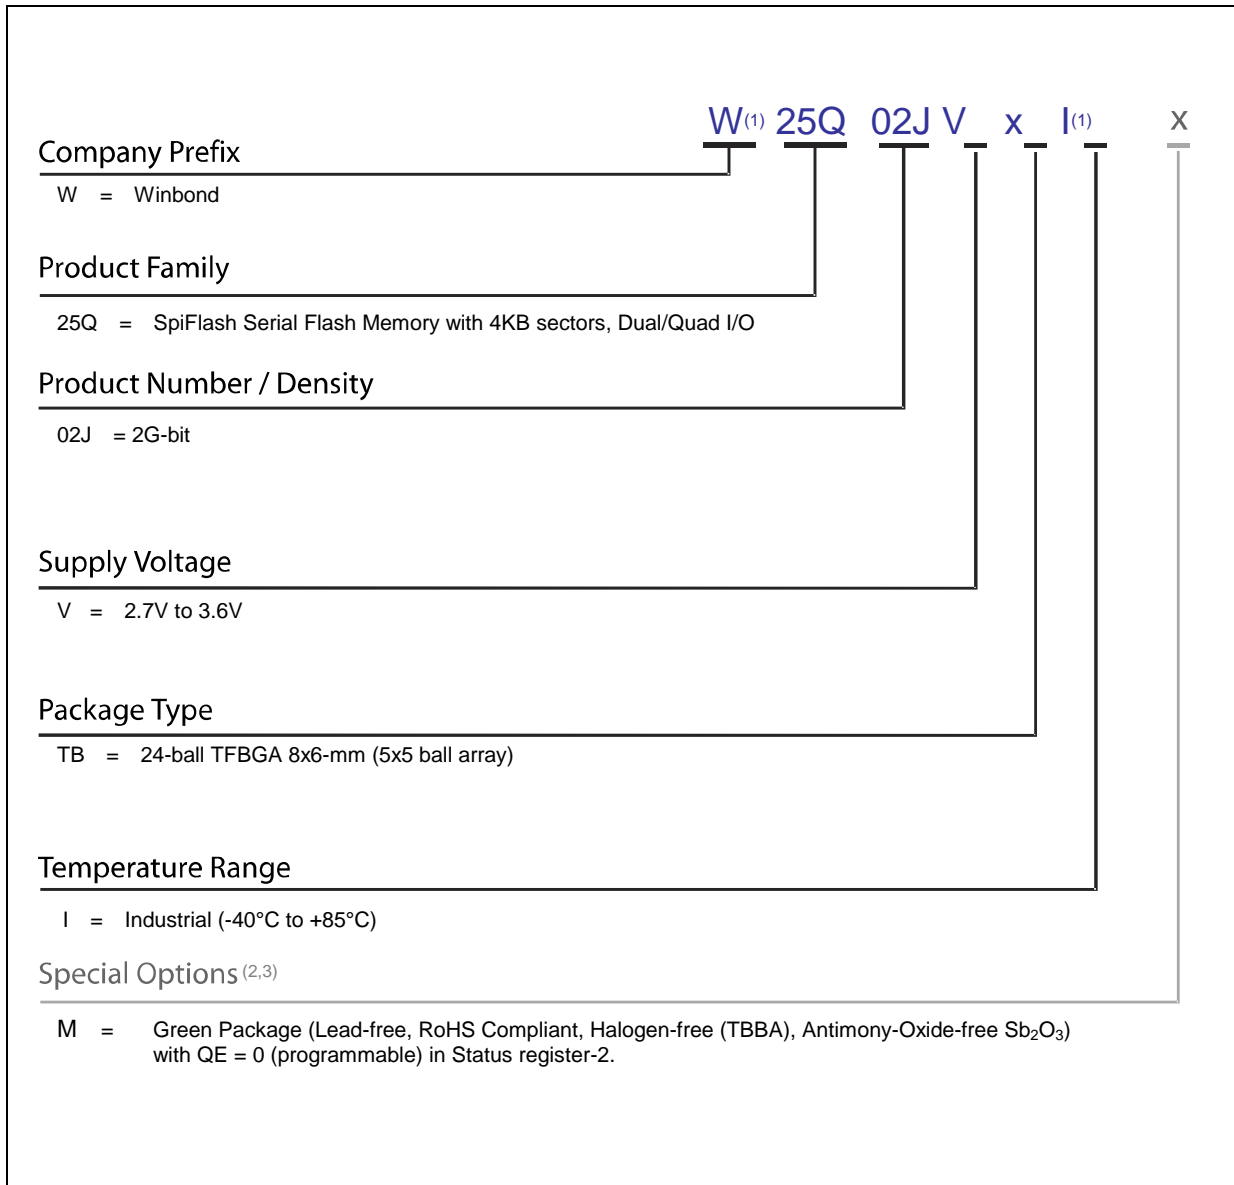 W(1) 25Q 02J V x I(1) x
Company Prefix
W = Winbond
Product Family
25Q = SpiFlash Serial Flash Memory with 4KB sectors, Dual/Quad I/O
Product Number / Density
02J = 2G-bit
Supply Voltage
V = 2.7V to 3.6V
Package Type
TB = 24-ball TFBGA 8x6-mm (5x5 ball array)
Temperature Range
I = Industrial (-40°C to +85°C)
Special Options (2,3)
M = Green Package (Lead-free, RoHS Compliant, Halogen-free (TBBA), Antimony-Oxide-free Sb₂O₃)
with QE = 0 (programmable) in Status register-2.